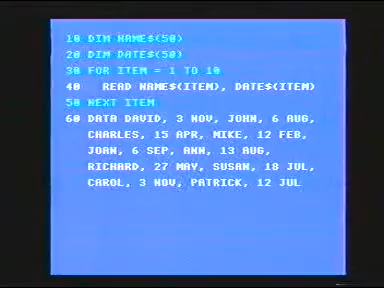 10 DIM NAME$(50)
20 DIM DATE$(50)
30 FOR ITEM = 1 TO 10
40 READ NAME$(ITEM), DATE$(ITEM)
50 NEXT ITEM
60 DATA DAVID, 3 NOV, JOHN, 6 AUG,
CHARLES, 15 APR, MIKE, 12 FEB,
JOAN, 6 SEP, ANN, 13 AUG,
RICHARD, 27 MAY, SUSAN, 18 JUL,
CAROL, 3 NOV, PATRICK, 12 JUL